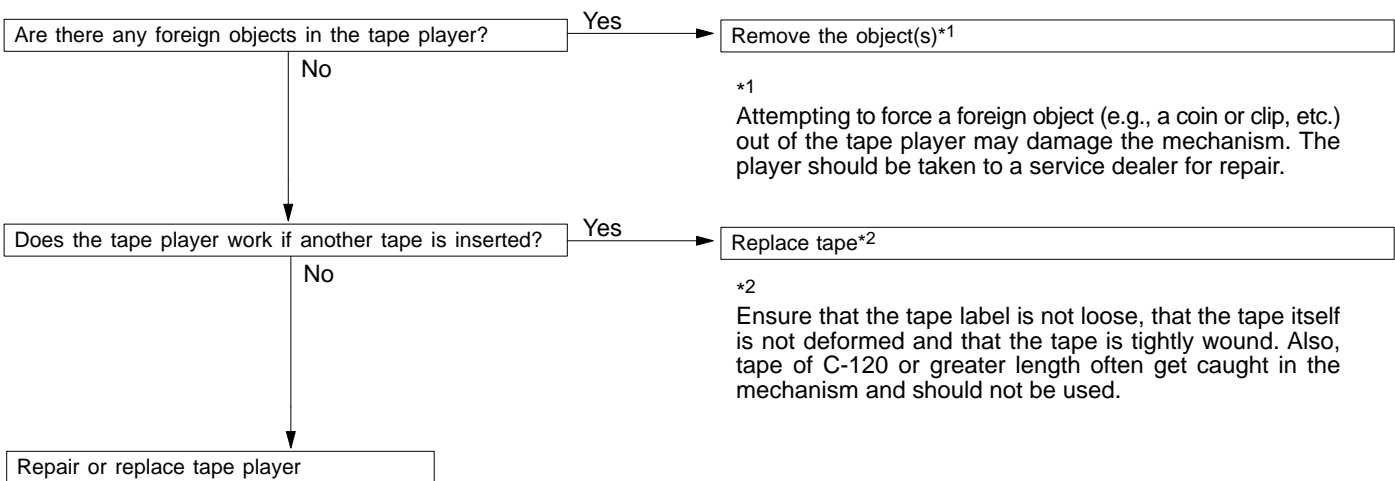 Are there any foreign objects in the tape player?
Yes
Remove the object(s)*1
No
*1
Attempting to force a foreign object (e.g., a coin or clip, etc.)
out of the tape player may damage the mechanism. The
player should be taken to a service dealer for repair.
Does the tape player work if another tape is inserted?
Yes
Replace tape*2
No
*2
Ensure that the tape label is not loose, that the tape itself
is not deformed and that the tape is tightly wound. Also,
tape of C-120 or greater length often get caught in the
mechanism and should not be used.
Repair or replace tape player